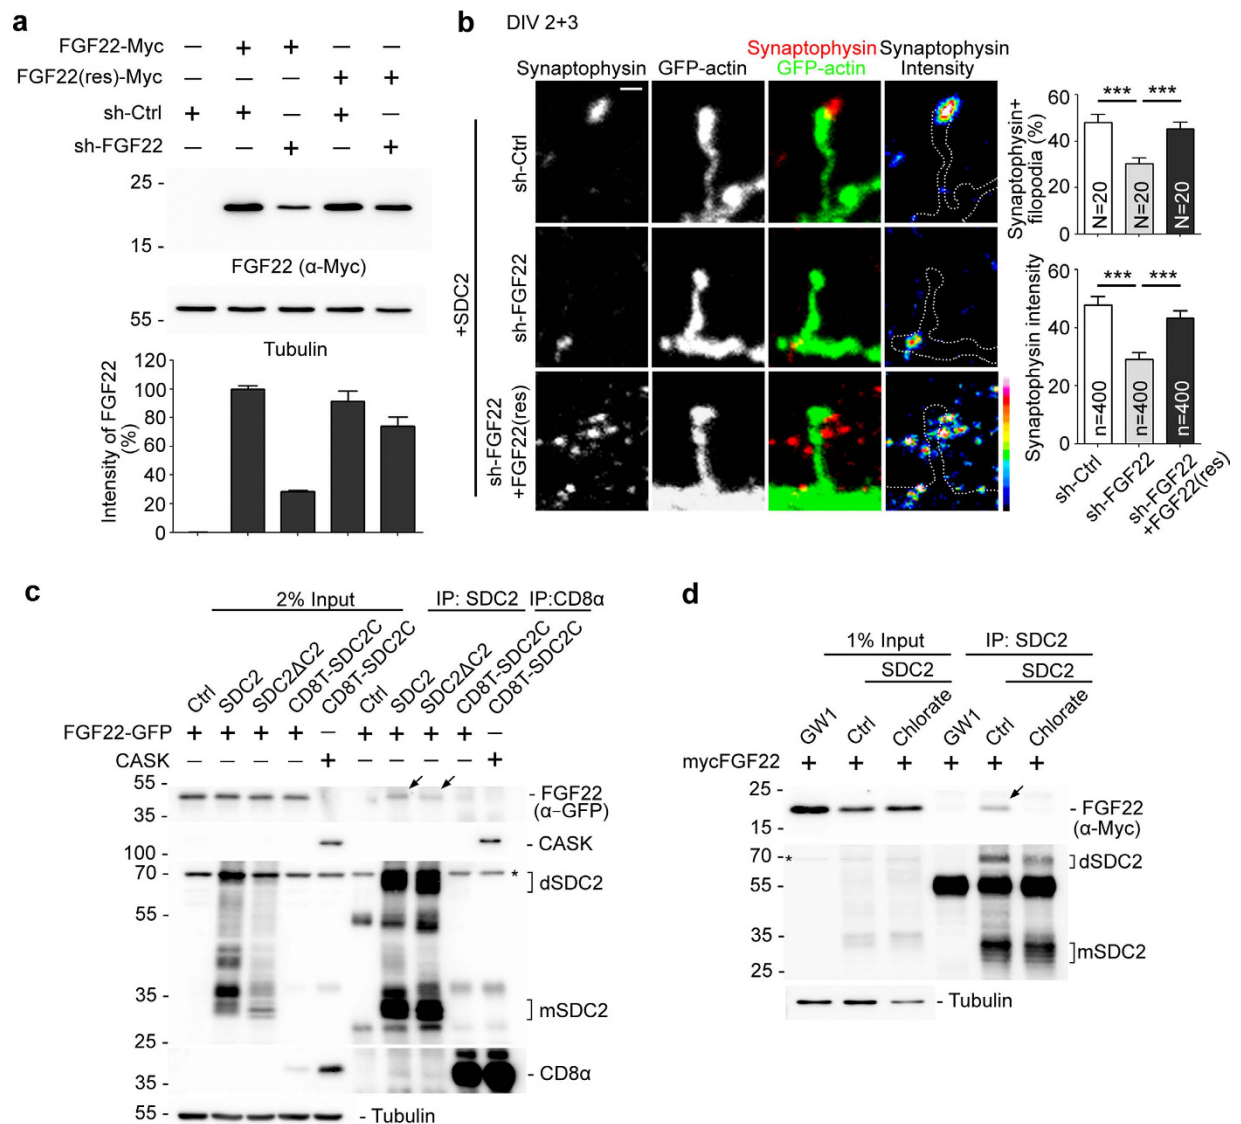 a
FGF22-Myc — + + — —
FGF22(res)-Myc — — — + +
sh-Ctrl + + — + —
sh-FGF22 — — + — +
25 -
15 -
FGF22 (α-Myc)
55 -
Tubulin
Intensity of FGF22
(%)
120
100
80
60
40
20
0
b
DIV 2+3
Synaptophysin
GFP-actin
Synaptophysin
GFP-actin
Synaptophysin
Intensity
+SDC2
sh-Ctrl
sh-FGF22
sh-FGF22
+FGF22(res)
Synaptophysin+
filopodia (%)
60
40
20
0
N=20
N=20
N=20
*** ***
Synaptophysin intensity
60
40
20
0
n=400
n=400
n=400
*** ***
sh-Ctrl
sh-FGF22
sh-FGF22
+FGF22(res)
c
2% Input
IP: SDC2
IP:CD8α
Ctrl
SDC2
SDC2ΔC2
CD8T-SDC2C
CD8T-SDC2C
Ctrl
SDC2
SDC2ΔC2
CD8T-SDC2C
CD8T-SDC2C
FGF22-GFP + + + + — + + + + —
CASK — — — — + — — — — +
55 -
35 -
- FGF22
(α-GFP)
100 -
- CASK
70 -
55 -
35 -
25 -
*
dSDC2
mSDC2
35 -
- CD8α
55 -
- Tubulin
d
1% Input
IP: SDC2
SDC2
SDC2
GW1
Ctrl
Chlorate
GW1
Ctrl
Chlorate
mycFGF22 + + + + + +
25 -
15 -
- FGF22
(α-Myc)
70 -
*
55 -
35 -
25 -
dSDC2
mSDC2
- Tubulin